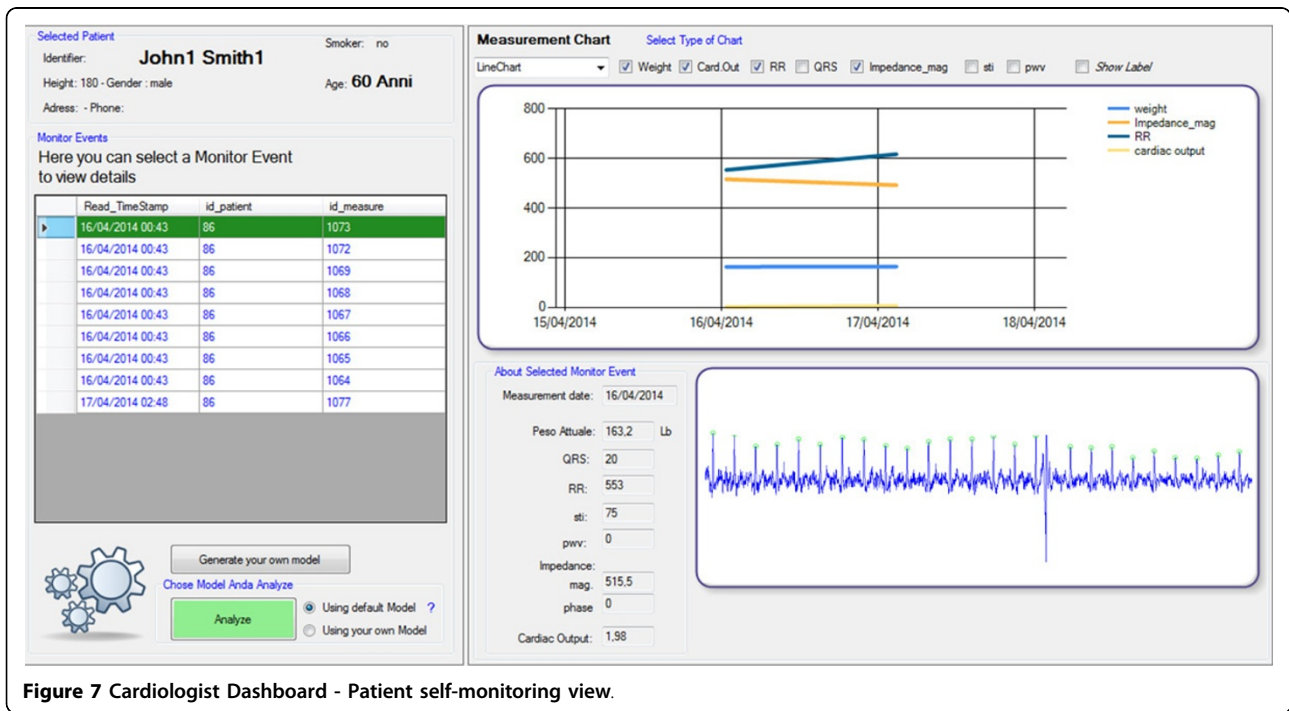 Selected Patient
Identifier: John1 Smith1
Smoker: no
Height: 180 - Gender : male
Age: 60 Anni
Adress: - Phone:
Monitor Events
Here you can select a Monitor Event
to view details
Read_TimeStamp id_patient id_measure
16/04/2014 00:43 86 1073
16/04/2014 00:43 86 1072
16/04/2014 00:43 86 1069
16/04/2014 00:43 86 1068
16/04/2014 00:43 86 1067
16/04/2014 00:43 86 1066
16/04/2014 00:43 86 1065
16/04/2014 00:43 86 1064
17/04/2014 02:48 86 1077
Generate your own model
Chose Model Anda Analyze
Analyze
Using default Model ?
Using your own Model
Measurement Chart Select Type of Chart
LineChart Weight Card.Out RR QRS Impedance_mag sti pwv Show Label
800
600
400
200
0
15/04/2014 16/04/2014 17/04/2014 18/04/2014
weight
Impedance_mag
RR
cardiac output
About Selected Monitor Event
Measurement date: 16/04/2014
Peso Attuale: 163,2 Lb
QRS: 20
RR: 553
sti: 75
pwv: 0
Impedance:
mag. 515,5
phase 0
Cardiac Output: 1,98
Figure 7 Cardiologist Dashboard - Patient self-monitoring view.